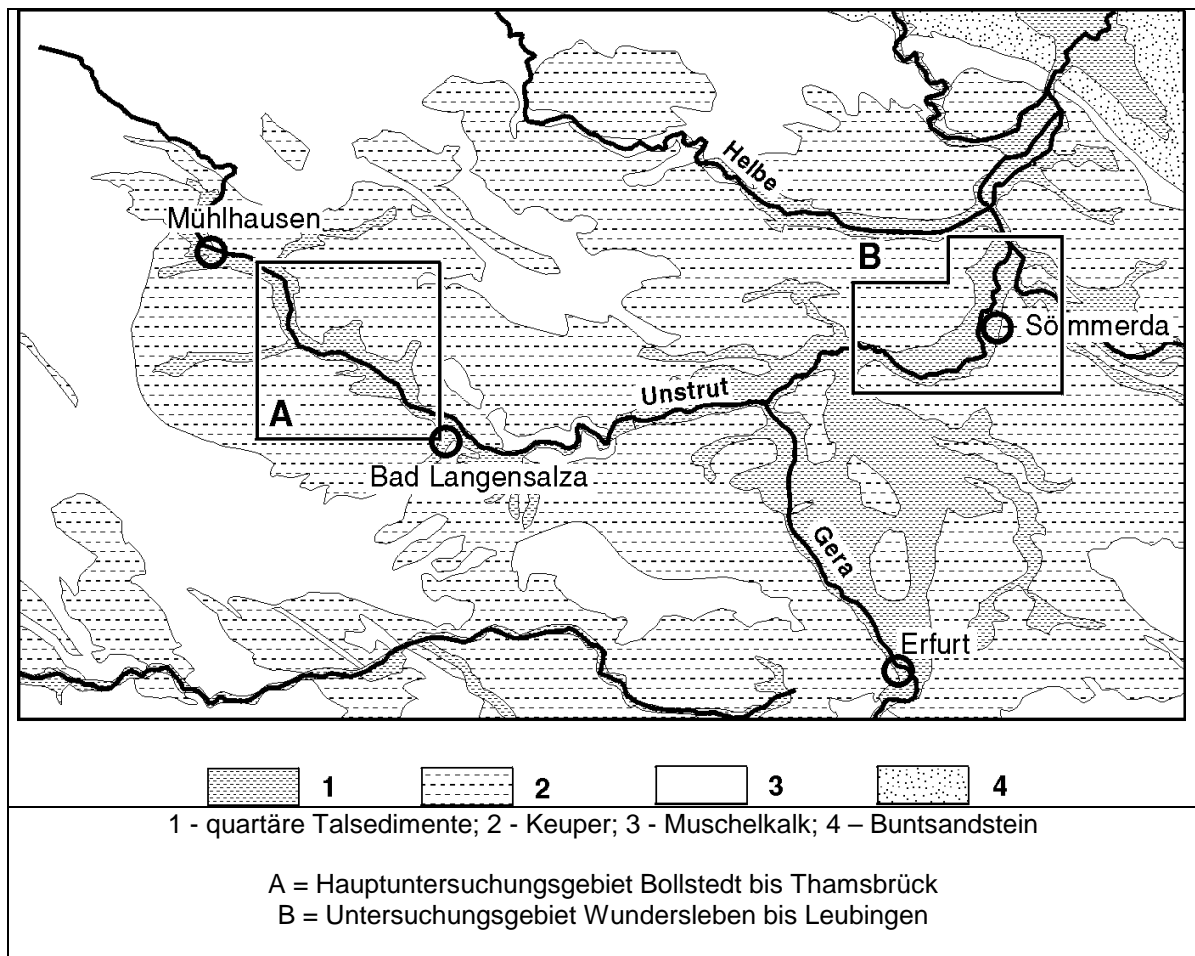 Helbe
Mühlhausen
B
Sömmerda
Unstrut
A
Bad Langensalza
Gera
Erfurt
1 2 3 4
1 - quartäre Talsedimente; 2 - Keuper; 3 - Muschelkalk; 4 – Buntsandstein
A = Hauptuntersuchungsgebiet Bollstedt bis Thamsbrück
B = Untersuchungsgebiet Wundersleben bis Leubingen